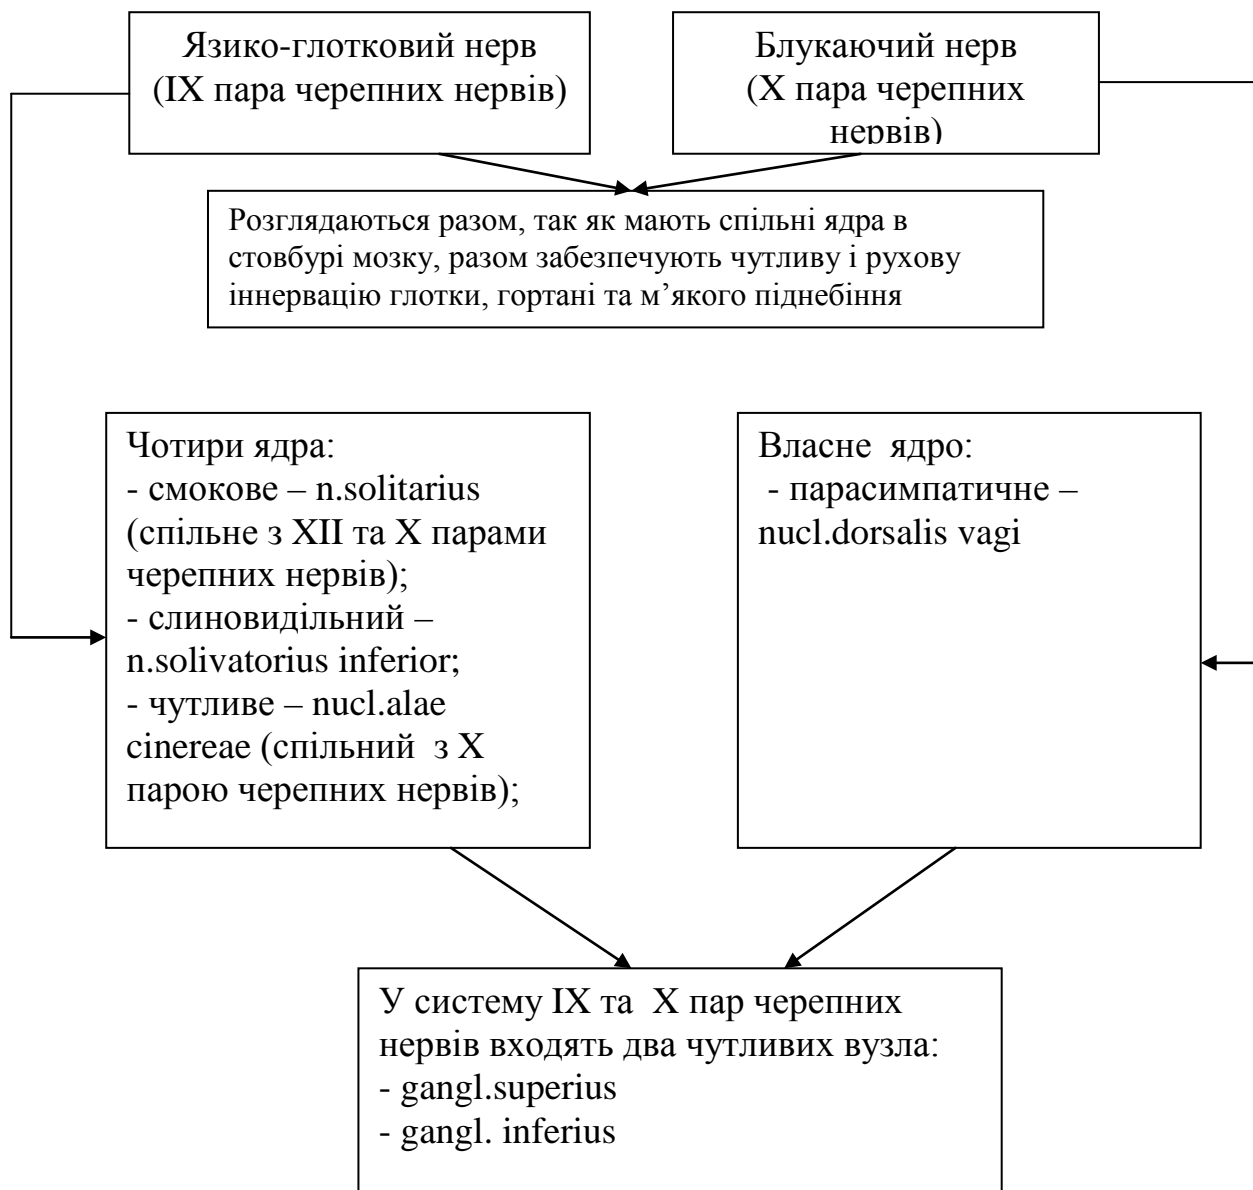 Язико-глотковий нерв
(IX пара черепних нервів)
Блукаючий нерв
(X пара черепних
нервів)
Розглядаються разом, так як мають спільні ядра в
стовбурі мозку, разом забезпечують чутливу і рухову
іннервацію глотки, гортані та м’якого піднебіння
Чотири ядра:
- смокове – n.solitarius
(спільне з XII та X парами
черепних нервів);
- слиновидільний –
n.solivatorius inferior;
- чутливе – nucl.alae
cinereae (спільний з X
парою черепних нервів);
Власне ядро:
- парасимпатичне –
nucl.dorsalis vagi
У систему IX та X пар черепних
нервів входять два чутливих вузла:
- gangl.superius
- gangl. inferius